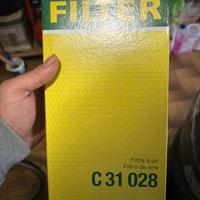 FILTER
Filtre à air
Filtro de aire
C 31 028